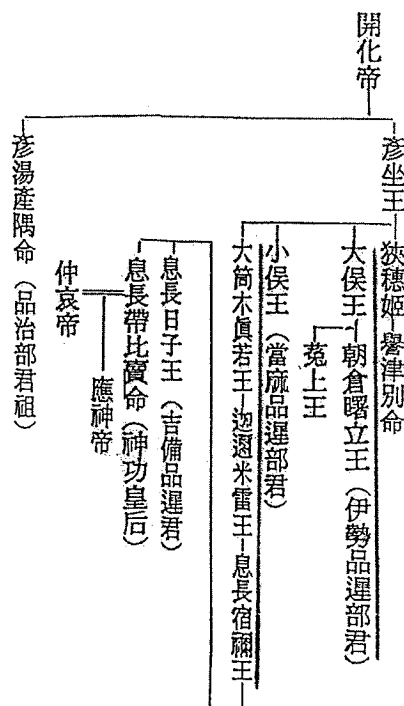 開化帝
彦坐王 狹穗姬 譽津別命
大俣王 朝倉曙立王（伊勢品遲部君）
菟上王
小俣王（當麻品遲部君）
大筒木眞若王 迦邇米雷王 息長宿禰王
息長日子王（吉備品遲君）
息長帶比賣命（神功皇后）
應神帝
仲哀帝
彦湯產隅命（品治部君祖）